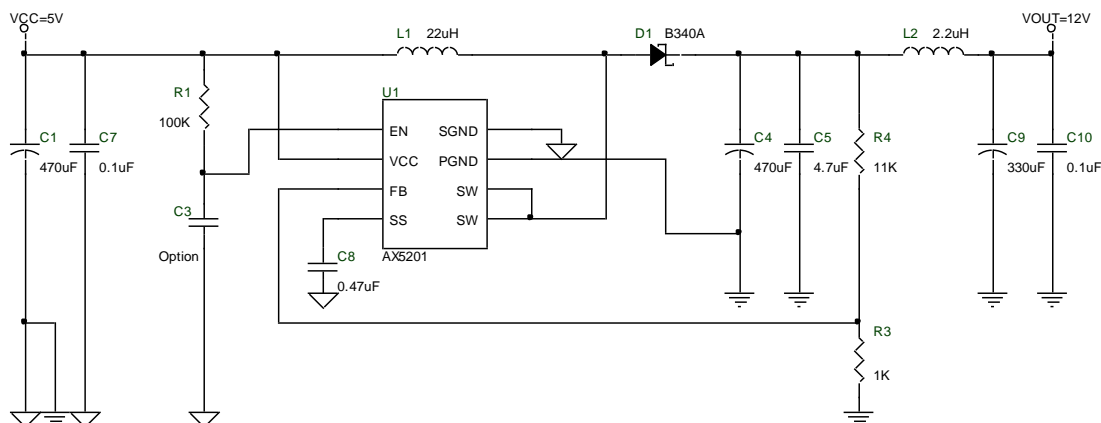 VCC=5V
VOUT=12V
L1
22uH
D1
B340A
L2
2.2uH
R1
100K
U1
EN
VCC
FB
SS
SGND
PGND
SW
SW
AX5201
C1
470uF
C7
0.1uF
C3
Option
C8
0.47uF
C4
470uF
C5
4.7uF
R4
11K
C9
330uF
C10
0.1uF
R3
1K